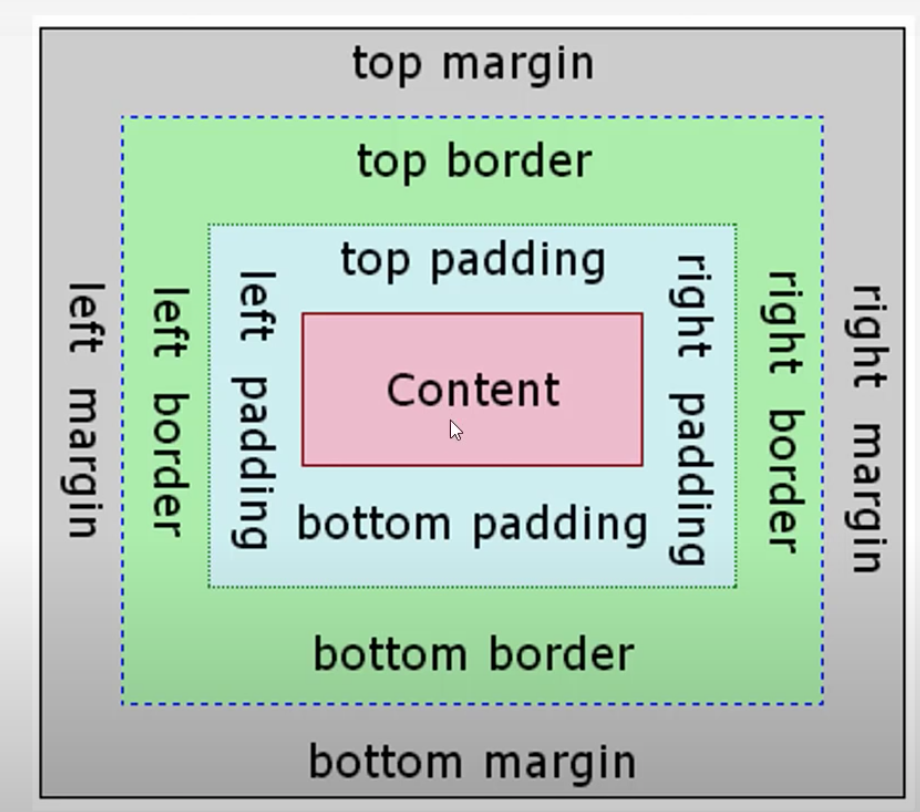 top margin
top border
top padding
left margin
left border
left padding
Content
right padding
right border
right margin
bottom padding
bottom border
bottom margin